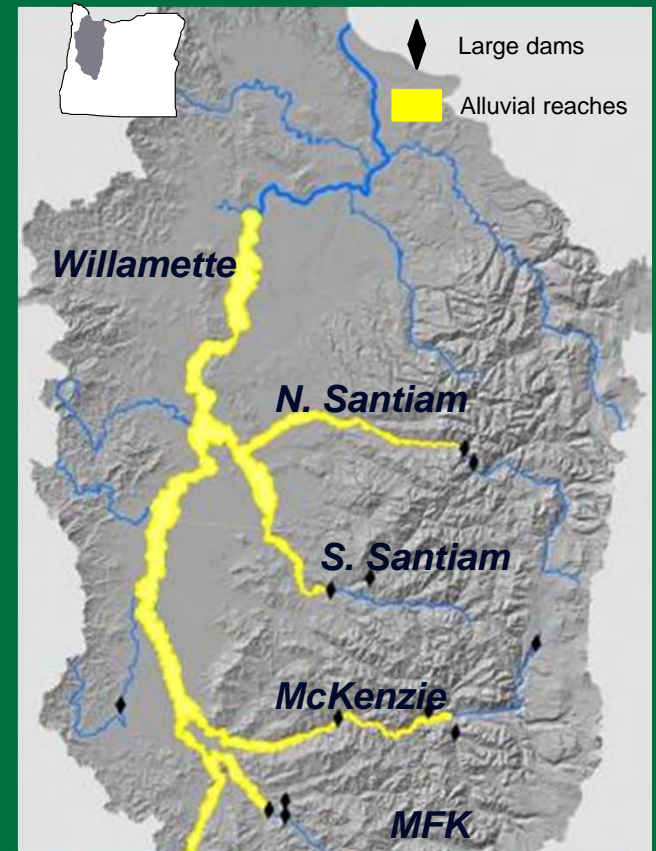 Large dams
Alluvial reaches
Willamette
N. Santiam
S. Santiam
McKenzie
MFK